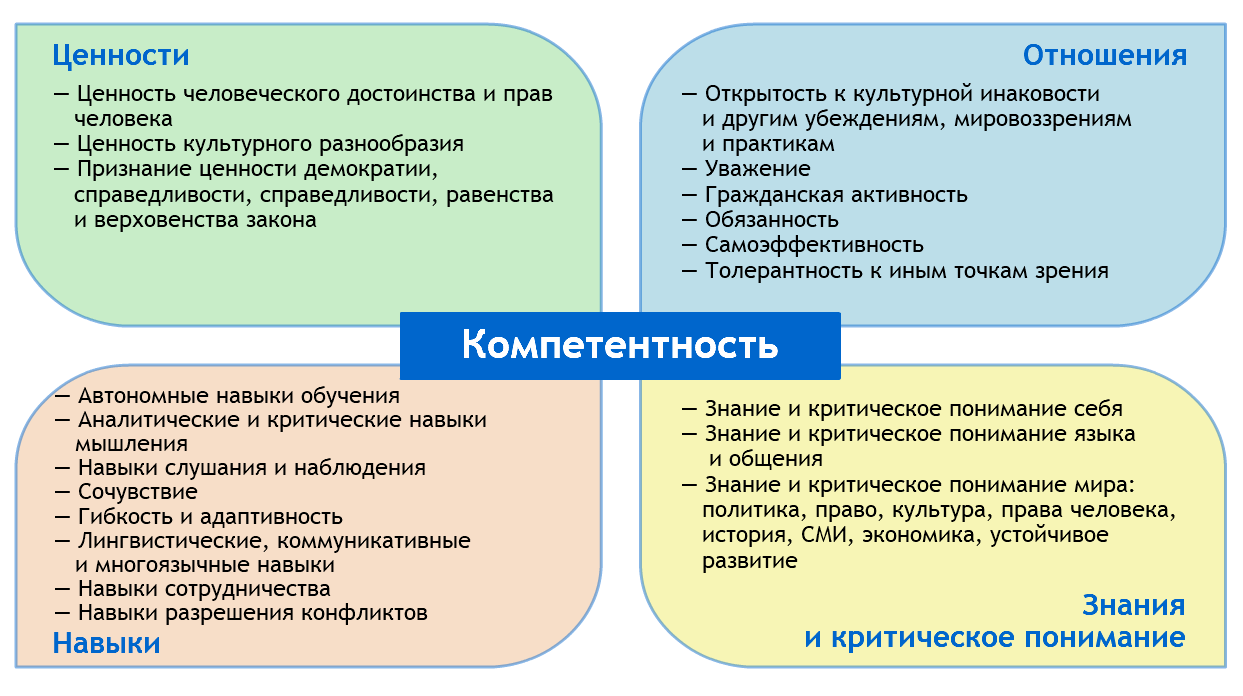 Ценности
— Ценность человеческого достоинства и прав
человека
— Ценность культурного разнообразия
— Признание ценности демократии,
справедливости, справедливости, равенства
и верховенства закона
Отношения
— Открытость к культурной инаковости
и другим убеждениям, мировоззрениям
и практикам
— Уважение
— Гражданская активность
— Обязанность
— Самоэффективность
— Толерантность к иным точкам зрения
Компетентность
— Автономные навыки обучения
— Аналитические и критические навыки
мышления
— Навыки слушания и наблюдения
— Сочувствие
— Гибкость и адаптивность
— Лингвистические, коммуникативные
и многоязычные навыки
— Навыки сотрудничества
— Навыки разрешения конфликтов
Навыки
— Знание и критическое понимание себя
— Знание и критическое понимание языка
и общения
— Знание и критическое понимание мира:
политика, право, культура, права человека,
история, СМИ, экономика, устойчивое
развитие
Знания
и критическое понимание